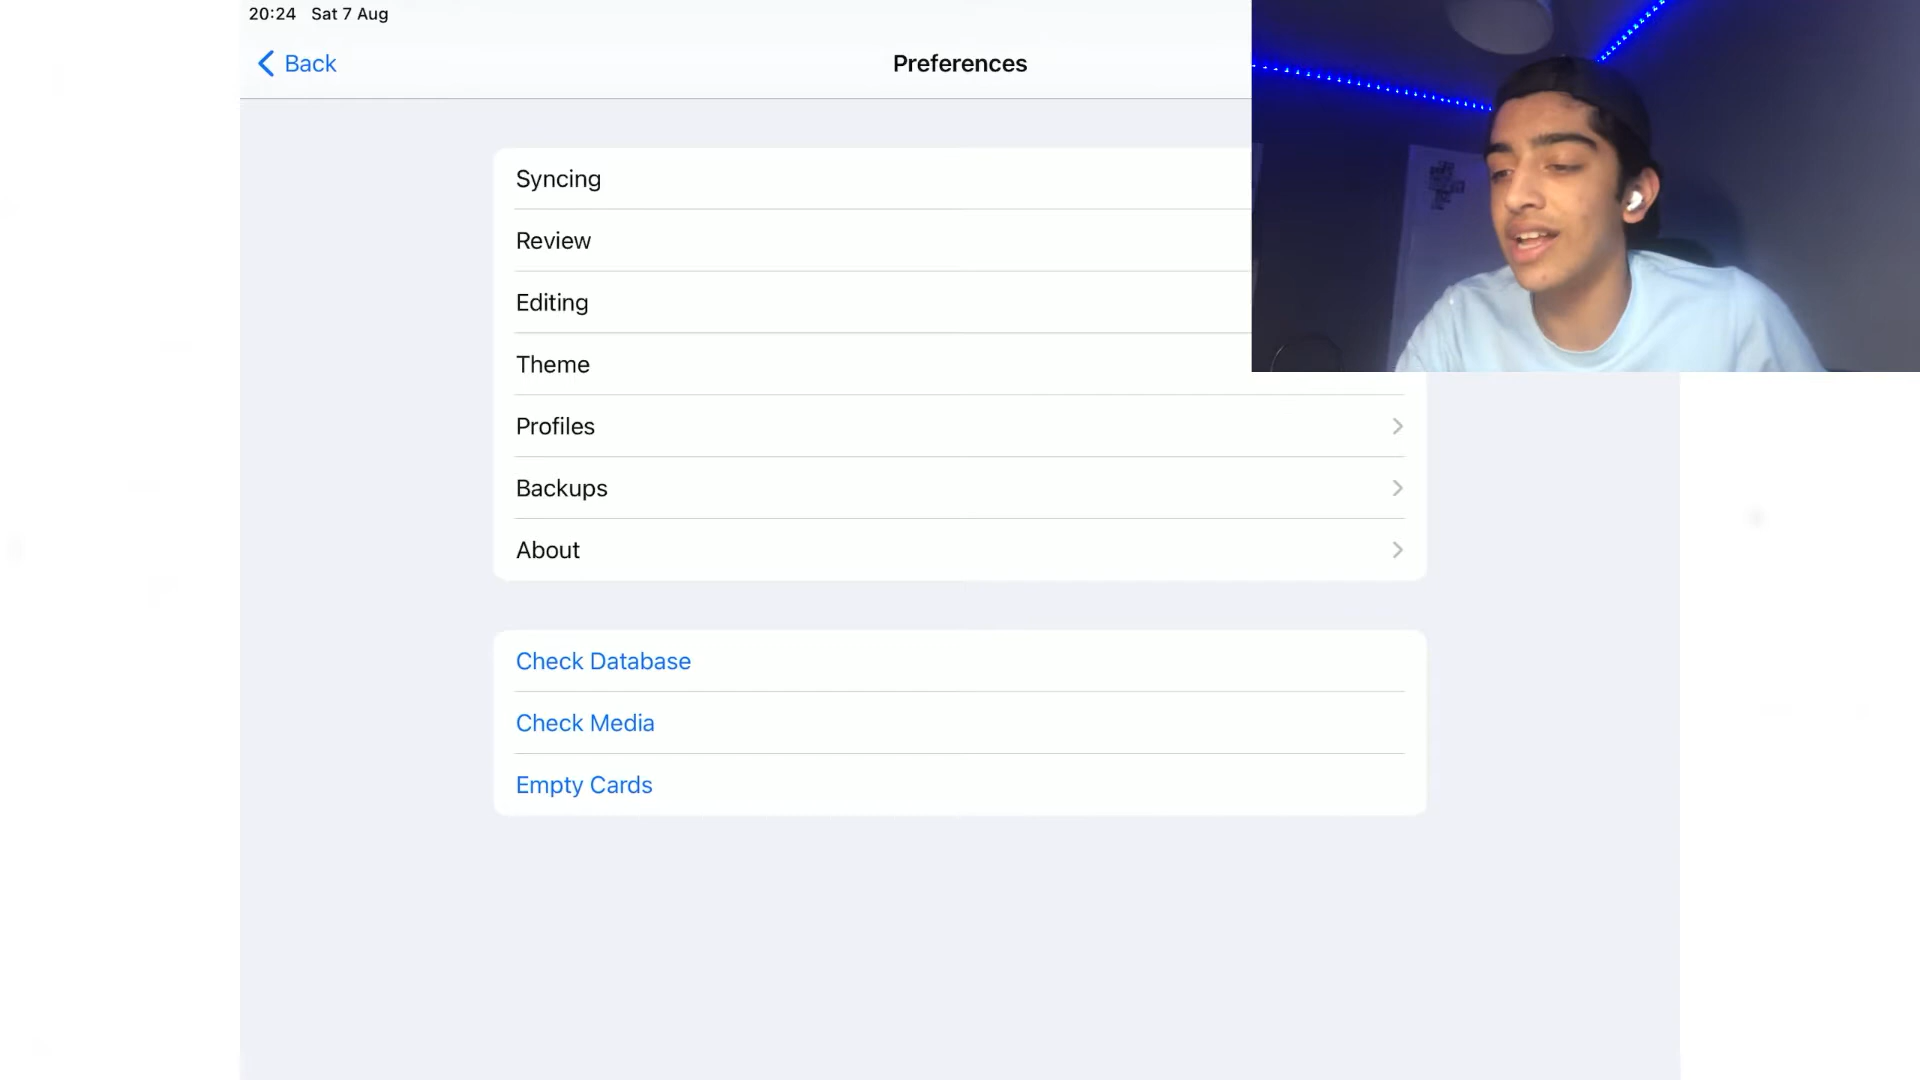 20:24 Sat 7 Aug
Back
Preferences
Syncing
Review
Editing
Theme
Profiles
Backups
About
Check Database
Check Media
Empty Cards